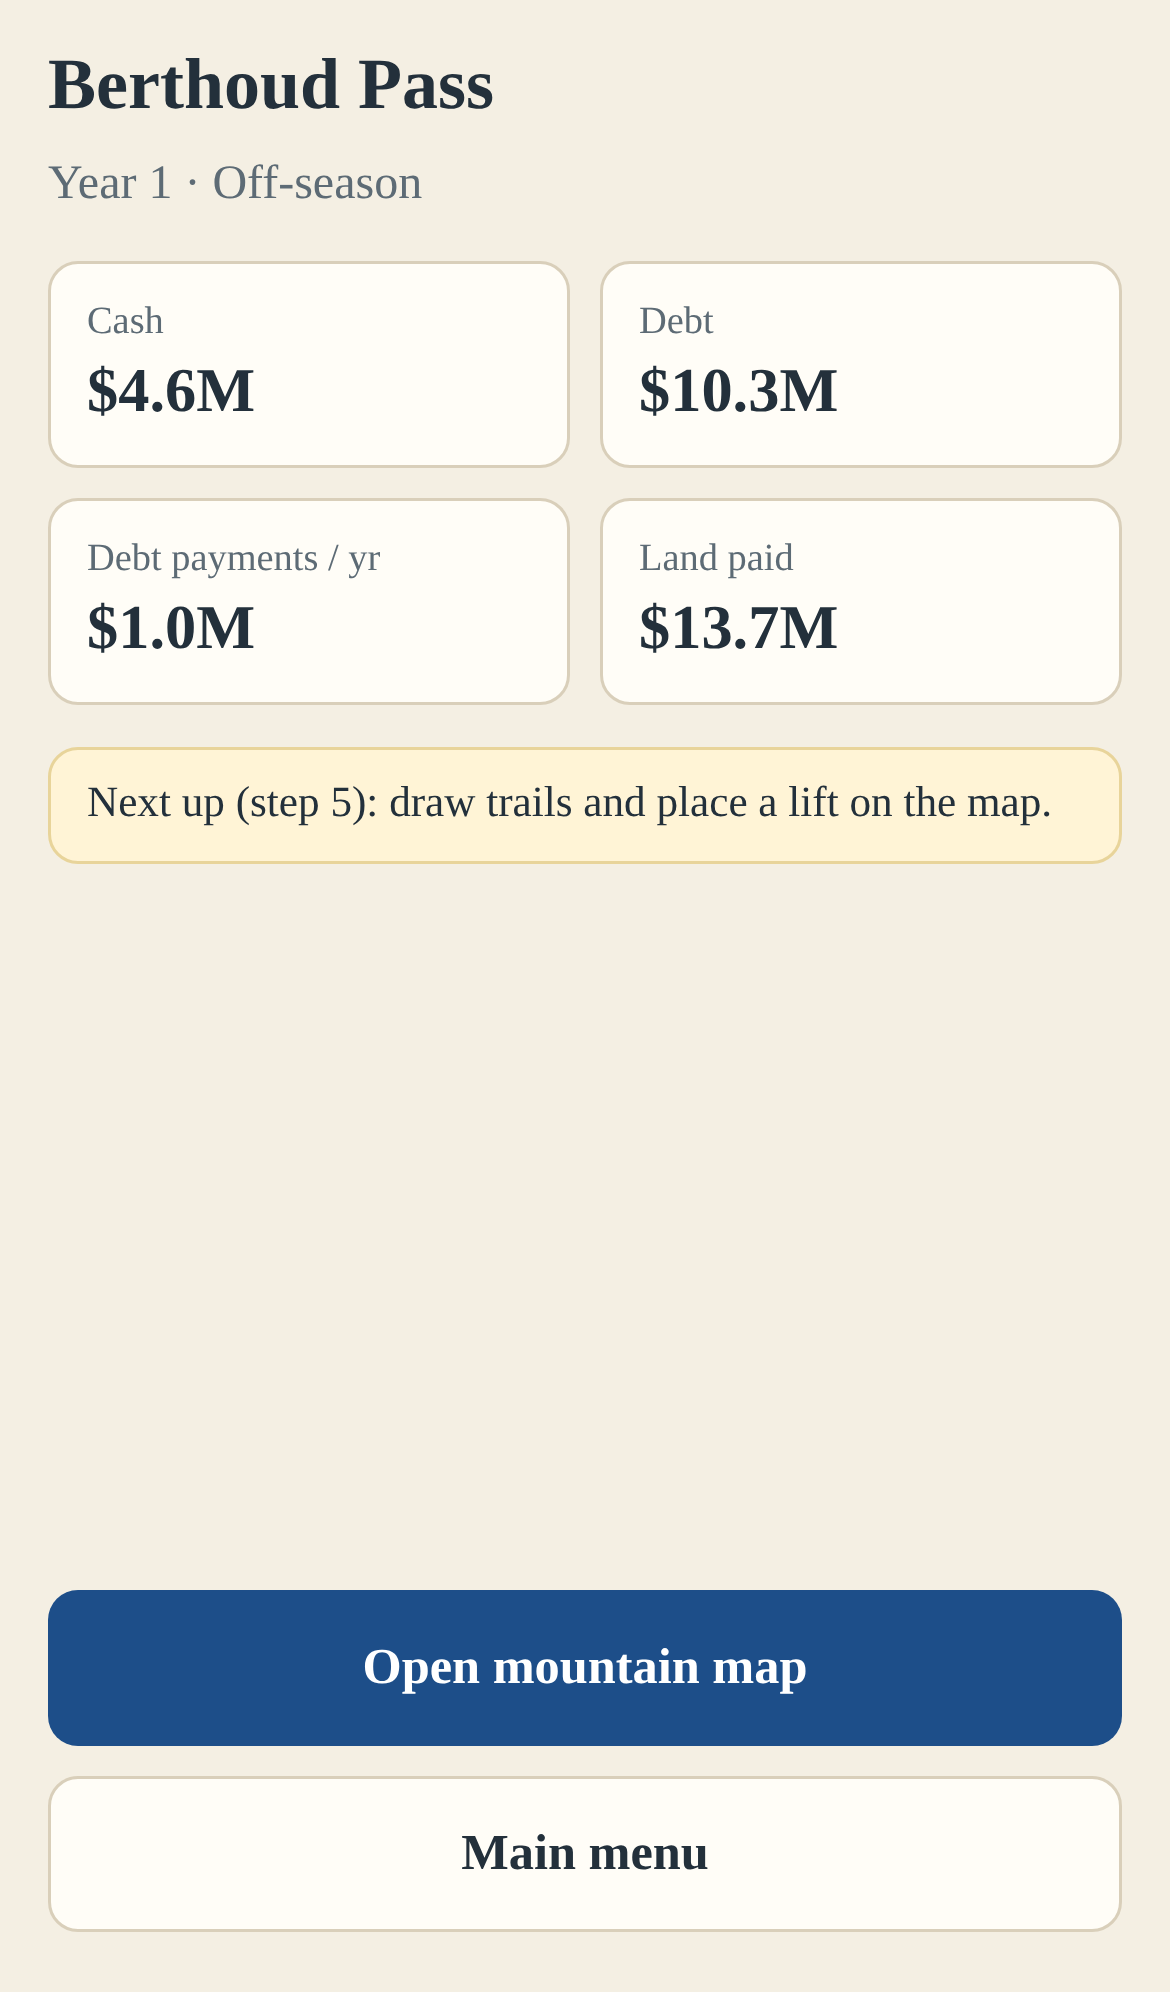 Berthoud Pass
Year 1 · Off-season
Cash
$4.6M
Debt
$10.3M
Debt payments / yr
$1.0M
Land paid
$13.7M
Next up (step 5): draw trails and place a lift on the map.
Open mountain map
Main menu